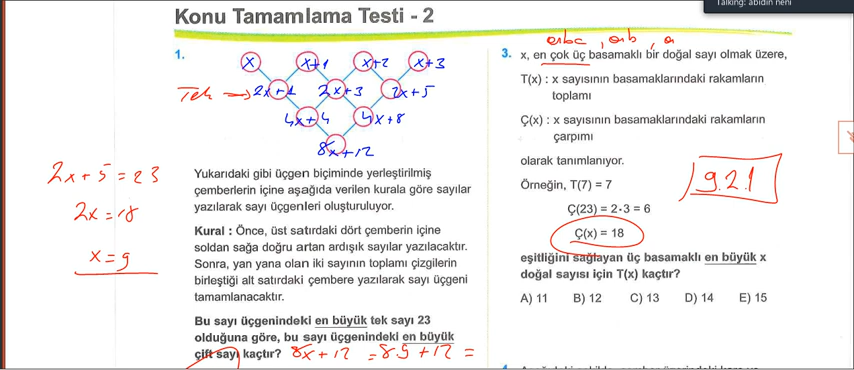 Talking: abidin neni
Konu Tamamlama Testi - 2
1.
x x+1 x+2 x+3
Tek → 2x+1 2x+3 2x+5
4x+4 4x+8
8x+12
2x+5=23
2x=18
x=9
Yukarıdaki gibi üçgen biçiminde yerleştirilmiş
çemberlerin içine aşağıda verilen kurala göre sayılar
yazılarak sayı üçgenleri oluşturuluyor.
Kural : Önce, üst satırdaki dört çemberin içine
soldan sağa doğru artan ardışık sayılar yazılacaktır.
Sonra, yan yana olan iki sayının toplamı çizgilerin
birleştiği alt satırdaki çembere yazılarak sayı üçgeni
tamamlanacaktır.
Bu sayı üçgenindeki en büyük tek sayı 23
olduğuna göre, bu sayı üçgenindeki en büyük
çift sayı kaçtır? 8x+12 =8.9+12=
abc, ab, a
3. x, en çok üç basamaklı bir doğal sayı olmak üzere,
T(x) : x sayısının basamaklarındaki rakamların
toplamı
Ç(x) : x sayısının basamaklarındaki rakamların
çarpımı
olarak tanımlanıyor.
Örneğin, T(7) = 7
Ç(23) = 2·3 = 6
Ç(x) = 18
9.2.1
eşitliğini sağlayan üç basamaklı en büyük x
doğal sayısı için T(x) kaçtır?
A) 11 B) 12 C) 13 D) 14 E) 15